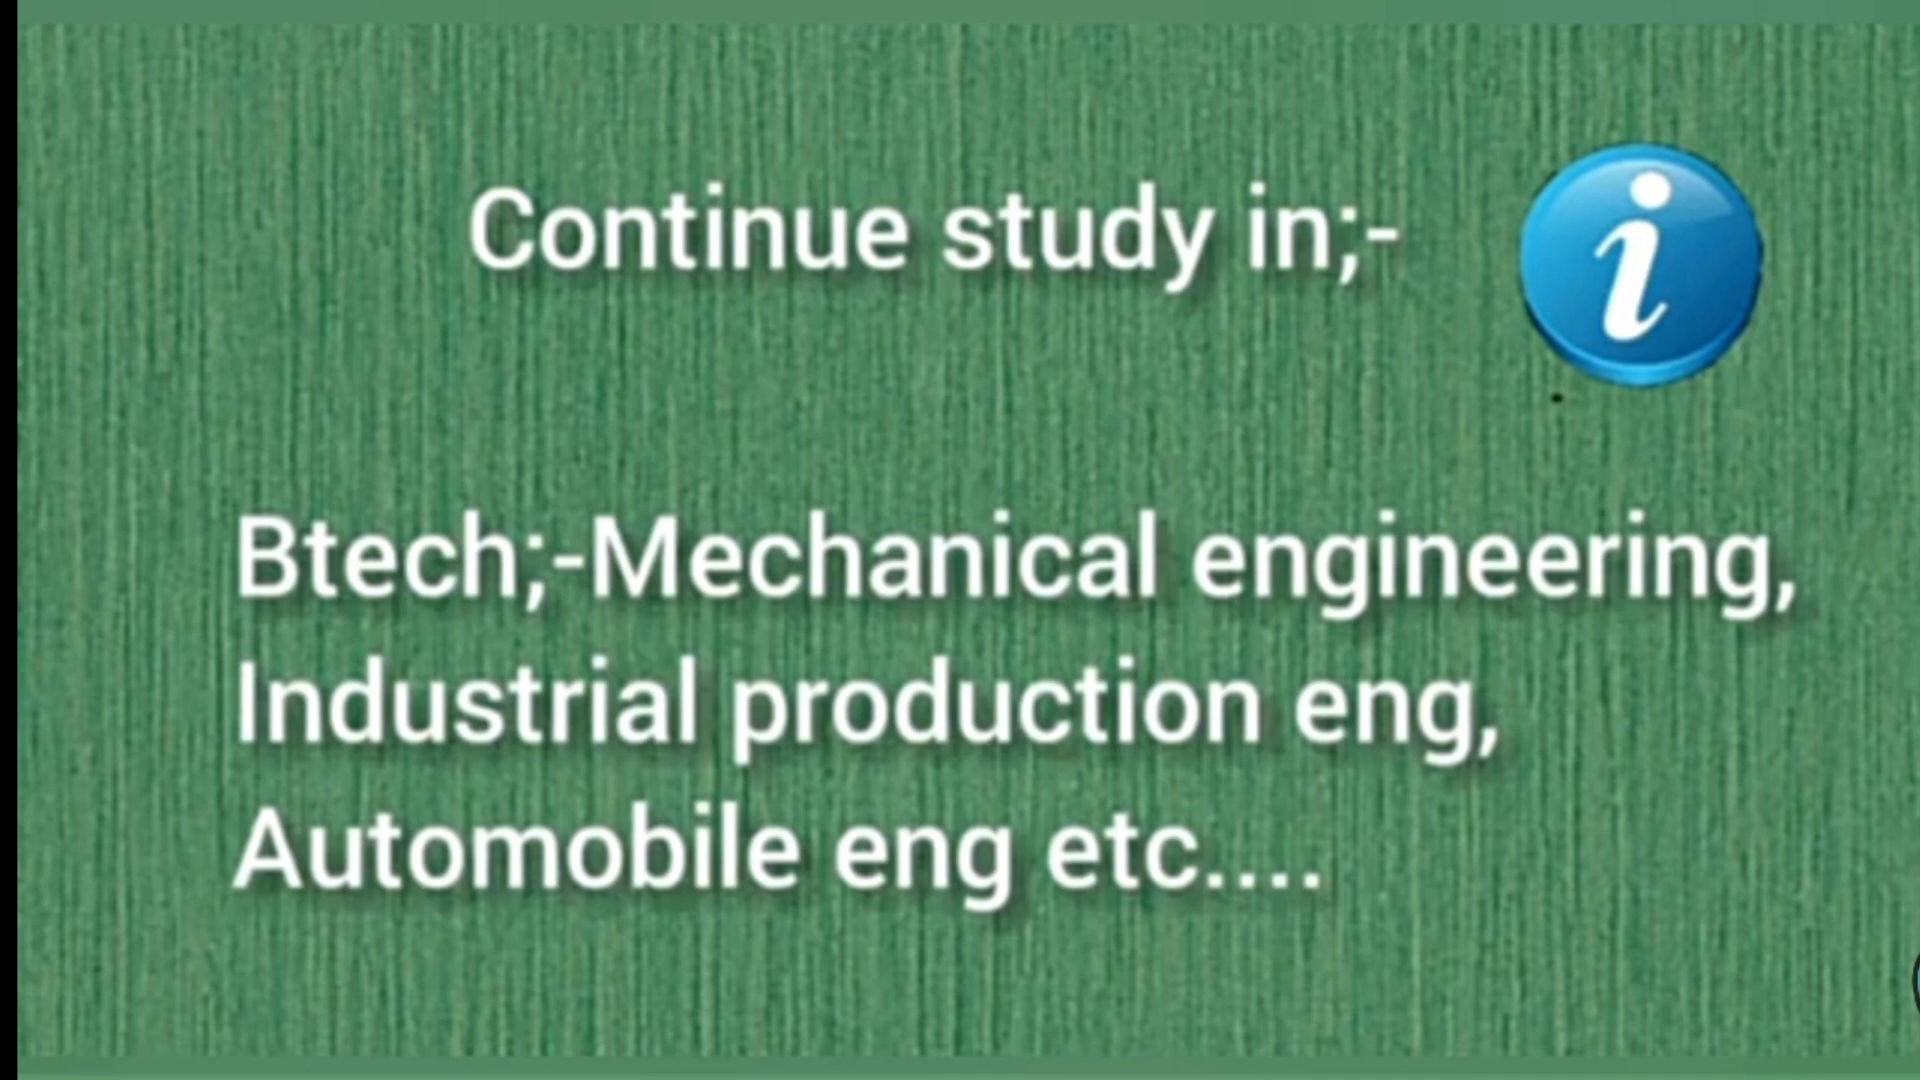 Continue study in;-
i
Btech;-Mechanical engineering,
Industrial production eng,
Automobile eng etc....